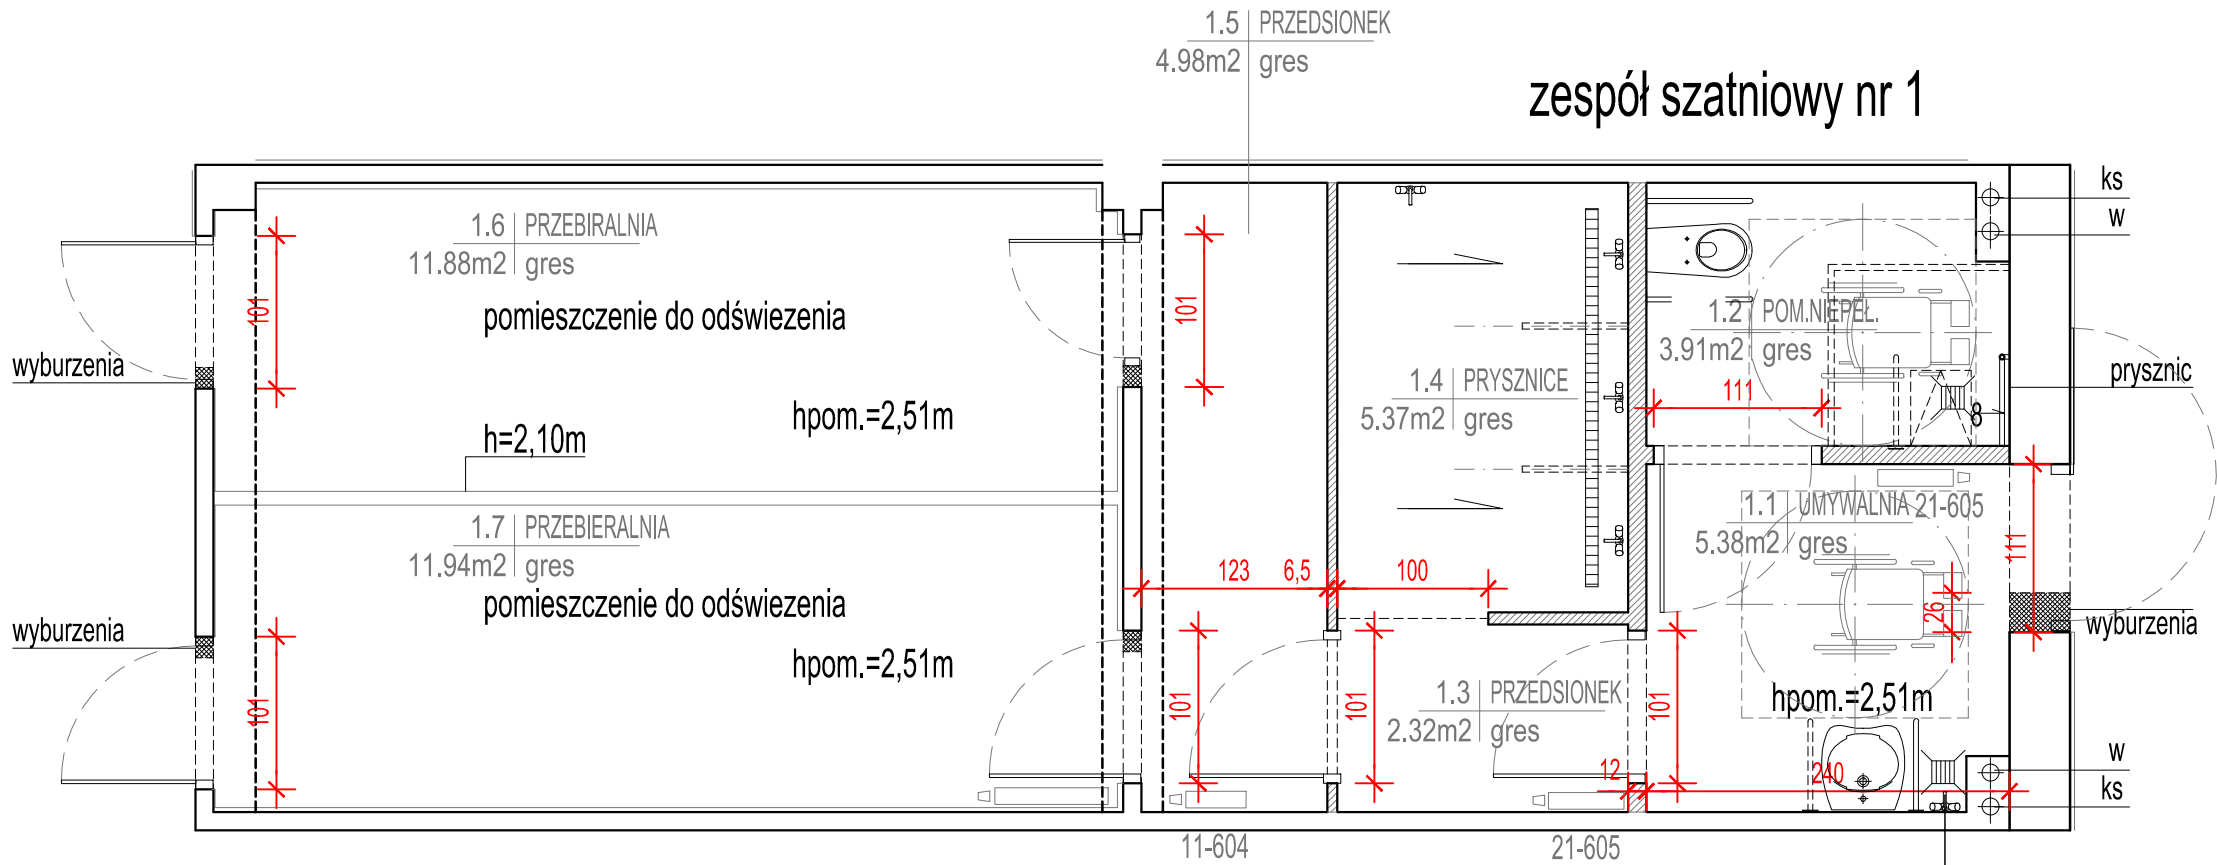 1.5 PRZEDSIONEK
4.98m2 gres
zespół szatniowy nr 1
ks
w
1.6 PRZEBIRALNIA
11.88m2 gres
pomieszczenie do odświezenia
101
101
wyburzenia
hpom.=2,51m
h=2,10m
1.4 PRYSZNICE
5.37m2 gres
1.2 POM.NIEPEŁ.
3.91m2 gres
111
8
prysznic
1.7 PRZEBIERALNIA
11.94m2 gres
pomieszczenie do odświezenia
123
6,5
100
1.1 UMYWALNIA 21-605
5.38m2 gres
111
26
wyburzenia
wyburzenia
hpom.=2,51m
101
101
101
1.3 PRZEDSIONEK
2.32m2 gres
101
hpom.=2,51m
12
240
w
ks
11-604
21-605